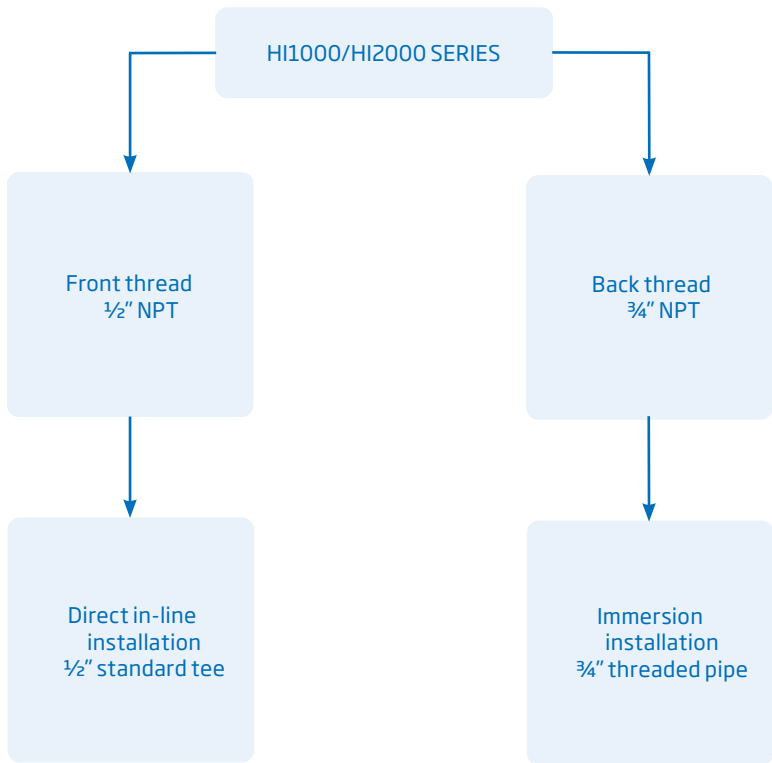 HI1000/HI2000 SERIES
Front thread
½” NPT
Back thread
¾” NPT
Direct in-line
installation
½” standard tee
Immersion
installation
¾” threaded pipe